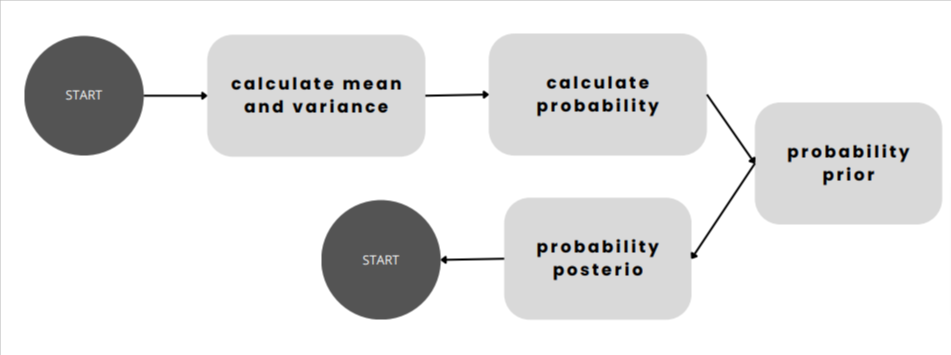 START
calculate mean
and variance
calculate
probability
probability
prior
probability
posterio
START